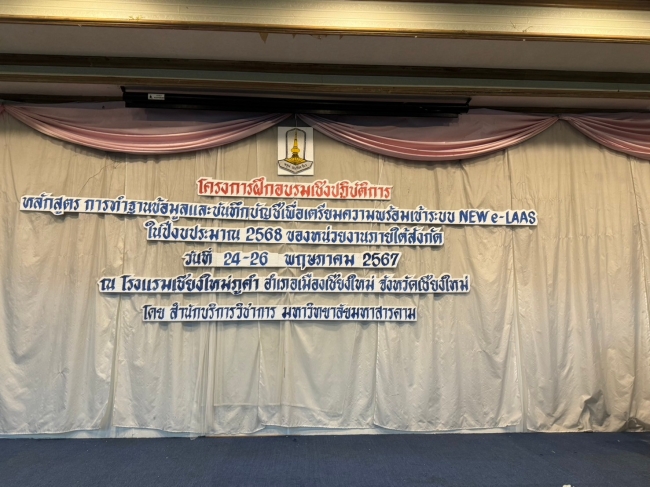 โครงการฝึกอบรมเชิงปฏิบัติการ
หลักสูตร การทำฐานข้อมูลและบันทึกบัญชีเพื่อเตรียมความพร้อมเข้าระบบ NEW e-LAAS
ในปีงบประมาณ 2568 ของหน่วยงานภายใต้สังกัด
วันที่ 24-26 พฤษภาคม 2567
ณ โรงแรมเชียงใหม่ภูคำ อำเภอเมืองเชียงใหม่ จังหวัดเชียงใหม่
โดย สำนักบริการวิชาการ มหาวิทยาลัยมหาสารคาม